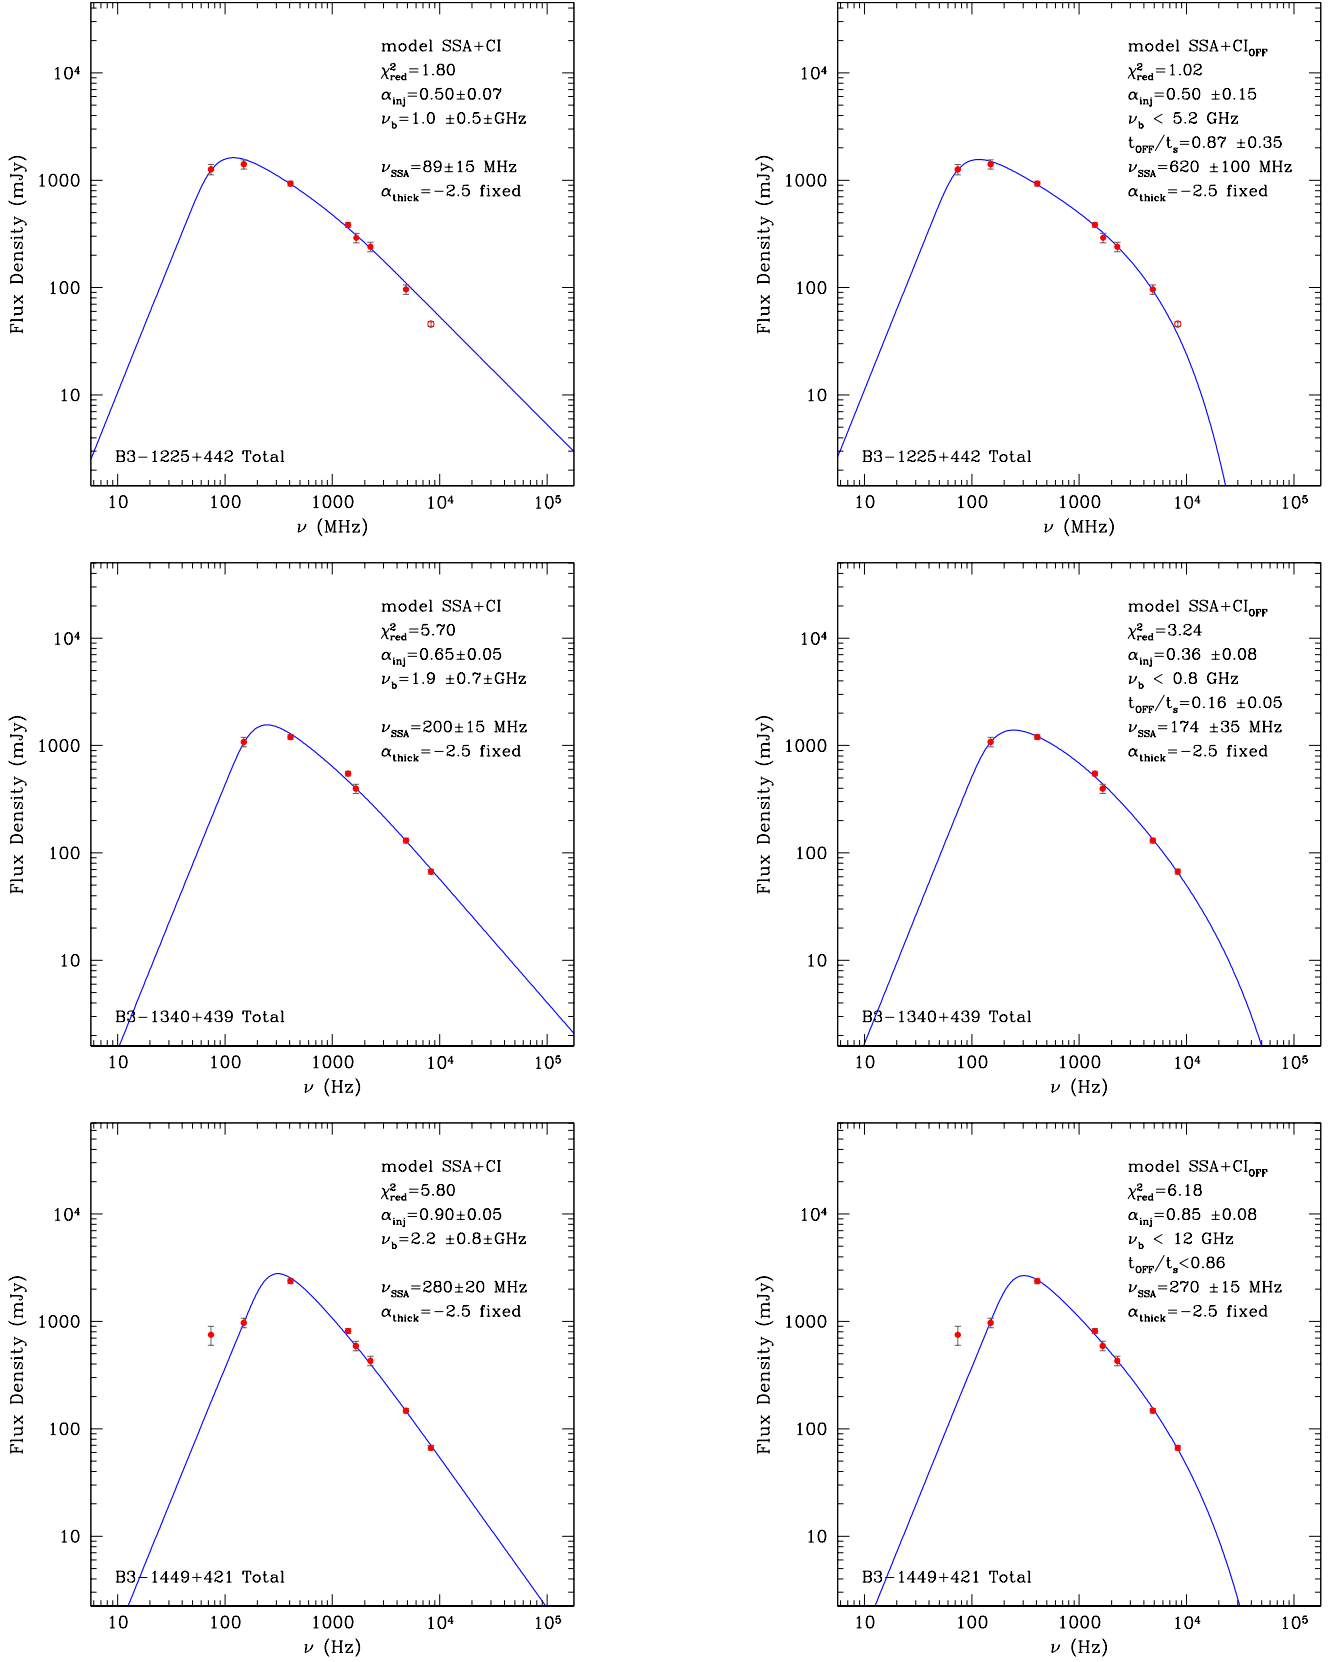 model SSA+CI
χ²red=1.80
αinj=0.50±0.07
νb=1.0 ±0.5±GHz
νSSA=89±15 MHz
αthick=−2.5 fixed
10⁴
1000
100
10
Flux Density (mJy)
B3−1225+442 Total
10 100 1000 10⁴ 10⁵
ν (MHz)
model SSA+CIOFF
χ²red=1.02
αinj=0.50 ±0.15
νb < 5.2 GHz
tOFF/ts=0.87 ±0.35
νSSA=620 ±100 MHz
αthick=−2.5 fixed
10⁴
1000
100
10
Flux Density (mJy)
B3−1225+442 Total
10 100 1000 10⁴ 10⁵
ν (MHz)
model SSA+CI
χ²red=5.70
αinj=0.65±0.05
νb=1.9 ±0.7±GHz
νSSA=200±15 MHz
αthick=−2.5 fixed
10⁴
1000
100
10
Flux Density (mJy)
B3−1340+439 Total
10 100 1000 10⁴ 10⁵
ν (Hz)
model SSA+CIOFF
χ²red=3.24
αinj=0.36 ±0.08
νb < 0.8 GHz
tOFF/ts=0.16 ±0.05
νSSA=174 ±35 MHz
αthick=−2.5 fixed
10⁴
1000
100
10
Flux Density (mJy)
B3−1340+439 Total
10 100 1000 10⁴ 10⁵
ν (Hz)
model SSA+CI
χ²red=5.80
αinj=0.90±0.05
νb=2.2 ±0.8±GHz
νSSA=280±20 MHz
αthick=−2.5 fixed
10⁴
1000
100
10
Flux Density (mJy)
B3−1449+421 Total
10 100 1000 10⁴ 10⁵
ν (Hz)
model SSA+CIOFF
χ²red=6.18
αinj=0.85 ±0.08
νb < 12 GHz
tOFF/ts<0.86
νSSA=270 ±15 MHz
αthick=−2.5 fixed
10⁴
1000
100
10
Flux Density (mJy)
B3−1449+421 Total
10 100 1000 10⁴ 10⁵
ν (Hz)